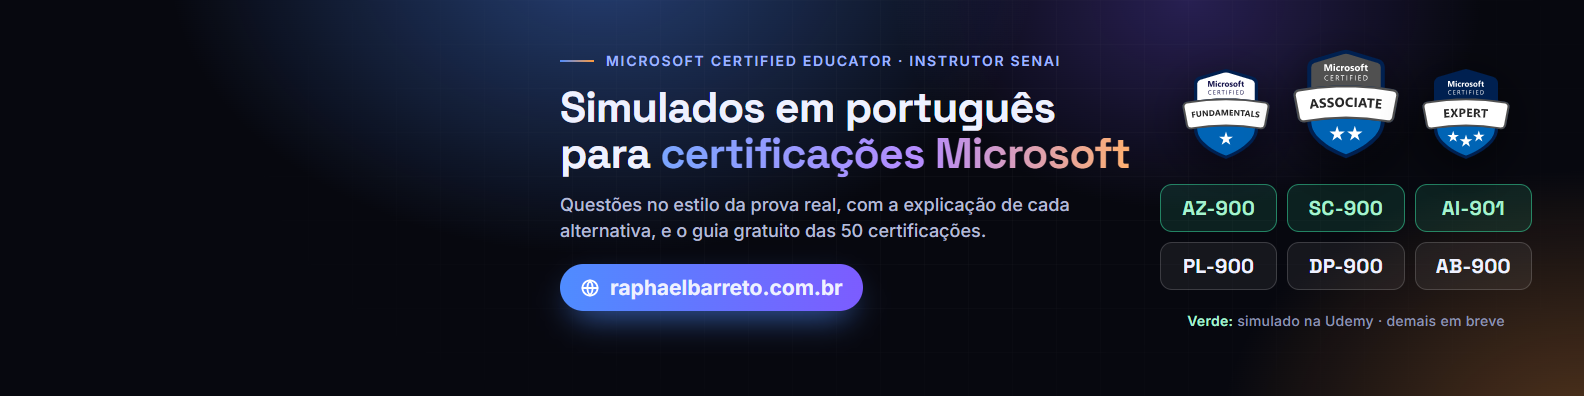 MICROSOFT CERTIFIED EDUCATOR · INSTRUTOR SENAI
Simulados em português
para certificações Microsoft
Questões no estilo da prova real, com a explicação de cada
alternativa, e o guia gratuito das 50 certificações.
raphaelbarreto.com.br
Microsoft
CERTIFIED
FUNDAMENTALS
Microsoft
CERTIFIED
ASSOCIATE
Microsoft
CERTIFIED
EXPERT
AZ-900 SC-900 AI-901
PL-900 DP-900 AB-900
Verde: simulado na Udemy · demais em breve